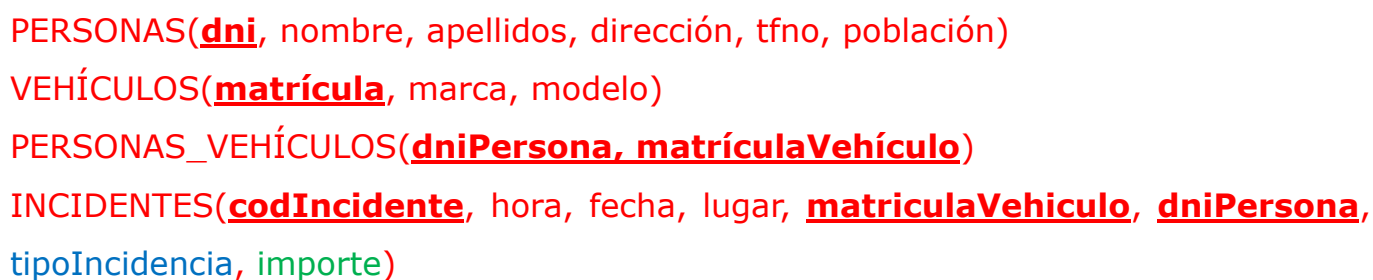 PERSONAS(dni, nombre, apellidos, dirección, tfno, población)
VEHÍCULOS(matrícula, marca, modelo)
PERSONAS_VEHÍCULOS(dniPersona, matrículaVehículo)
INCIDENTES(codIncidente, hora, fecha, lugar, matriculaVehiculo, dniPersona,
tipoIncidencia, importe)